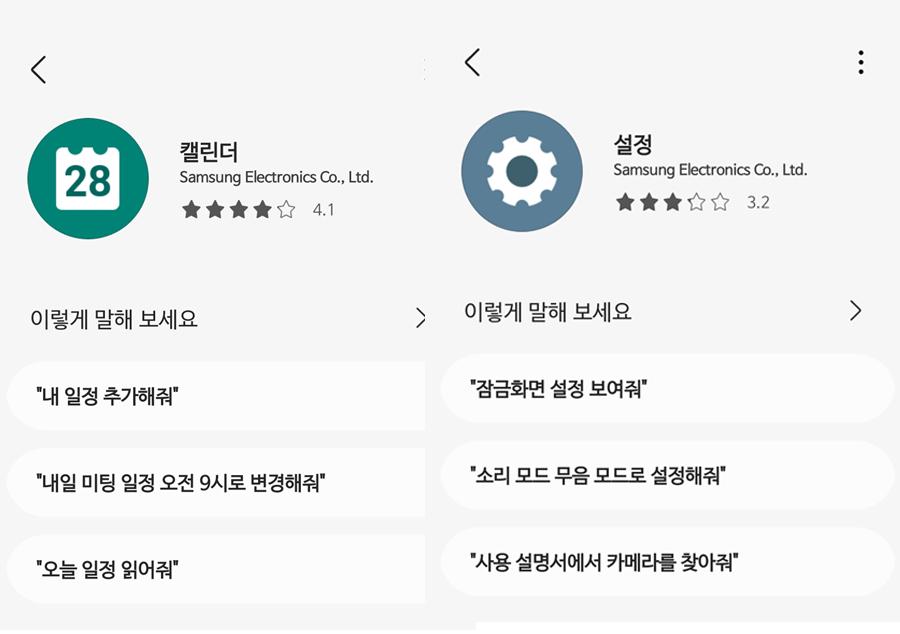 캘린더
Samsung Electronics Co., Ltd.
4.1
28
이렇게 말해 보세요
"내 일정 추가해줘"
"내일 미팅 일정 오전 9시로 변경해줘"
"오늘 일정 읽어줘"
설정
Samsung Electronics Co., Ltd.
3.2
이렇게 말해 보세요
"잠금화면 설정 보여줘"
"소리 모드 무음 모드로 설정해줘"
"사용 설명서에서 카메라를 찾아줘"